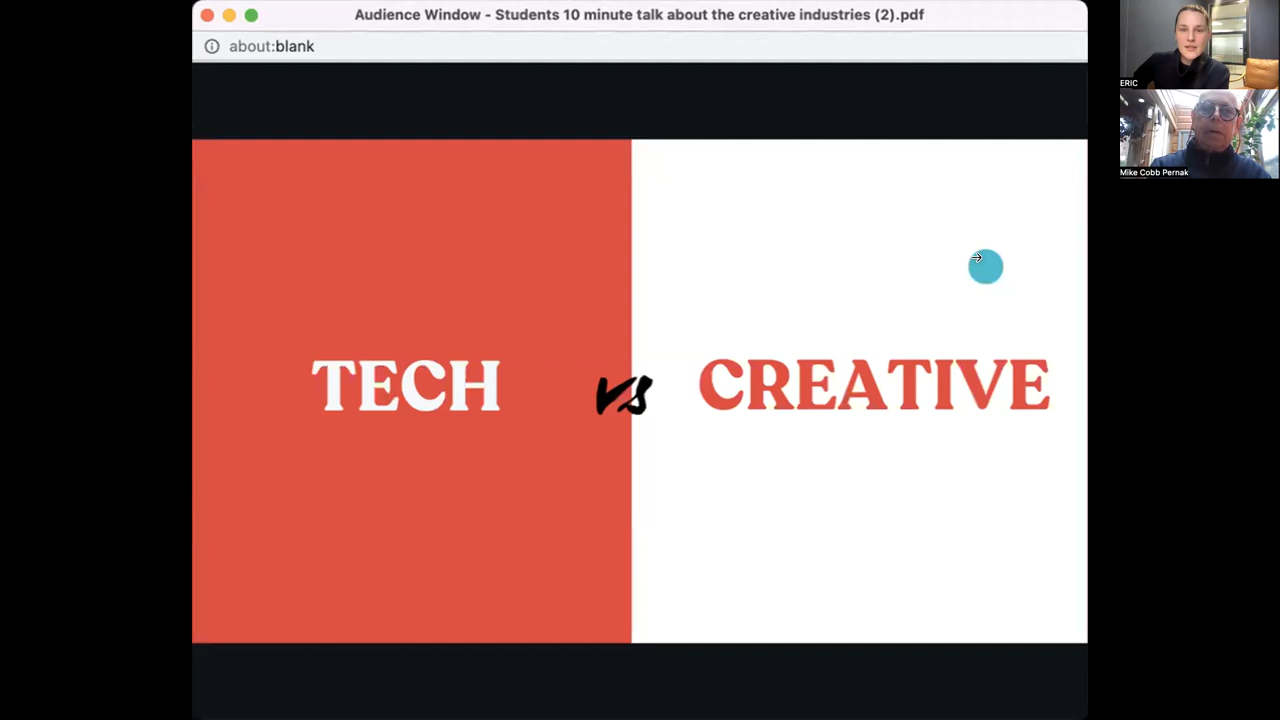 Audience Window - Students 10 minute talk about the creative industries (2).pdf
about:blank
TECH vs CREATIVE
ERIC
Mike Cobb Pernak